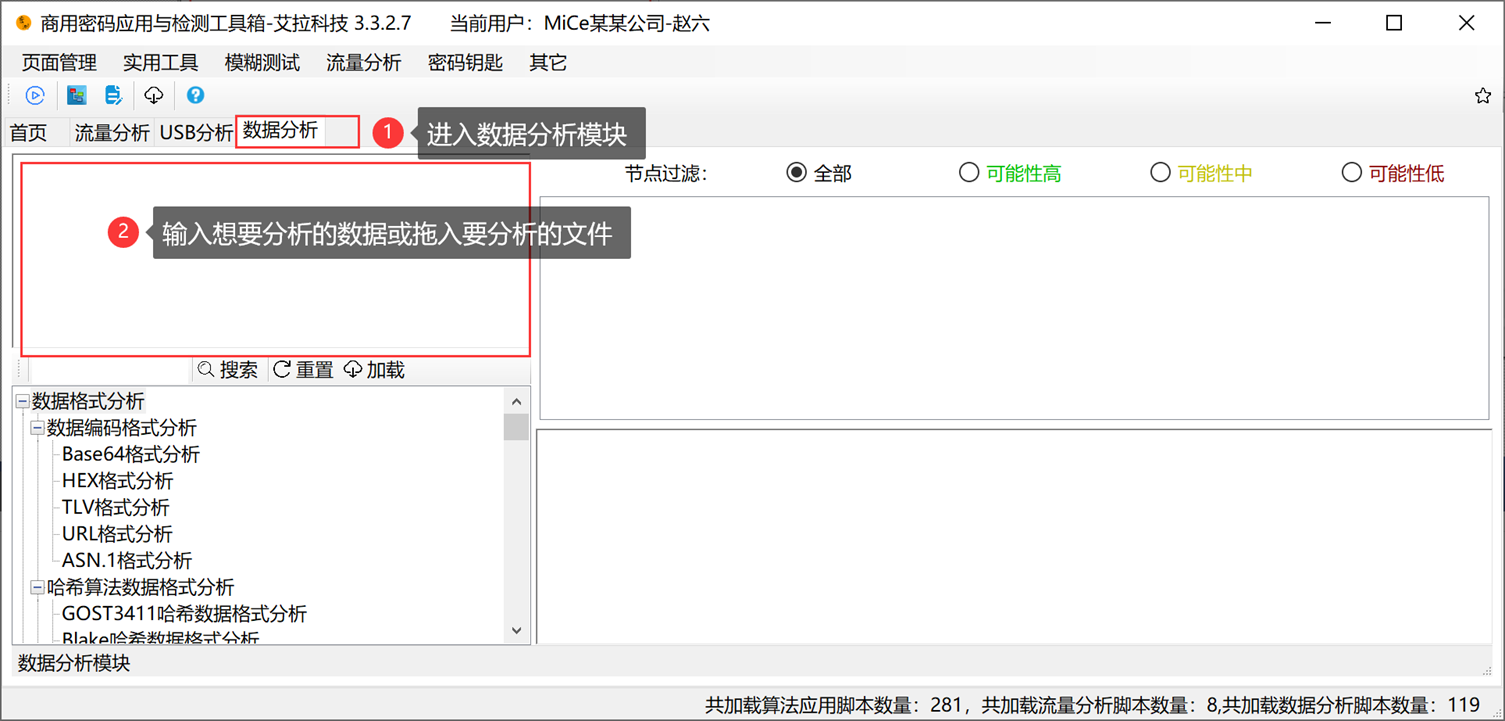 商用密码应用与检测工具箱-艾拉科技 3.3.2.7 当前用户：MiCe某某公司-赵六
页面管理 实用工具 模糊测试 流量分析 密码钥匙 其它
首页 流量分析 USB分析 数据分析
1 进入数据分析模块
节点过滤： 全部 可能性高 可能性中 可能性低
2 输入想要分析的数据或拖入要分析的文件
搜索 重置 加载
数据格式分析
数据编码格式分析
Base64格式分析
HEX格式分析
TLV格式分析
URL格式分析
ASN.1格式分析
哈希算法数据格式分析
GOST3411哈希数据格式分析
Blake哈希数据格式分析
数据分析模块
共加载算法应用脚本数量：281，共加载流量分析脚本数量：8,共加载数据分析脚本数量：119